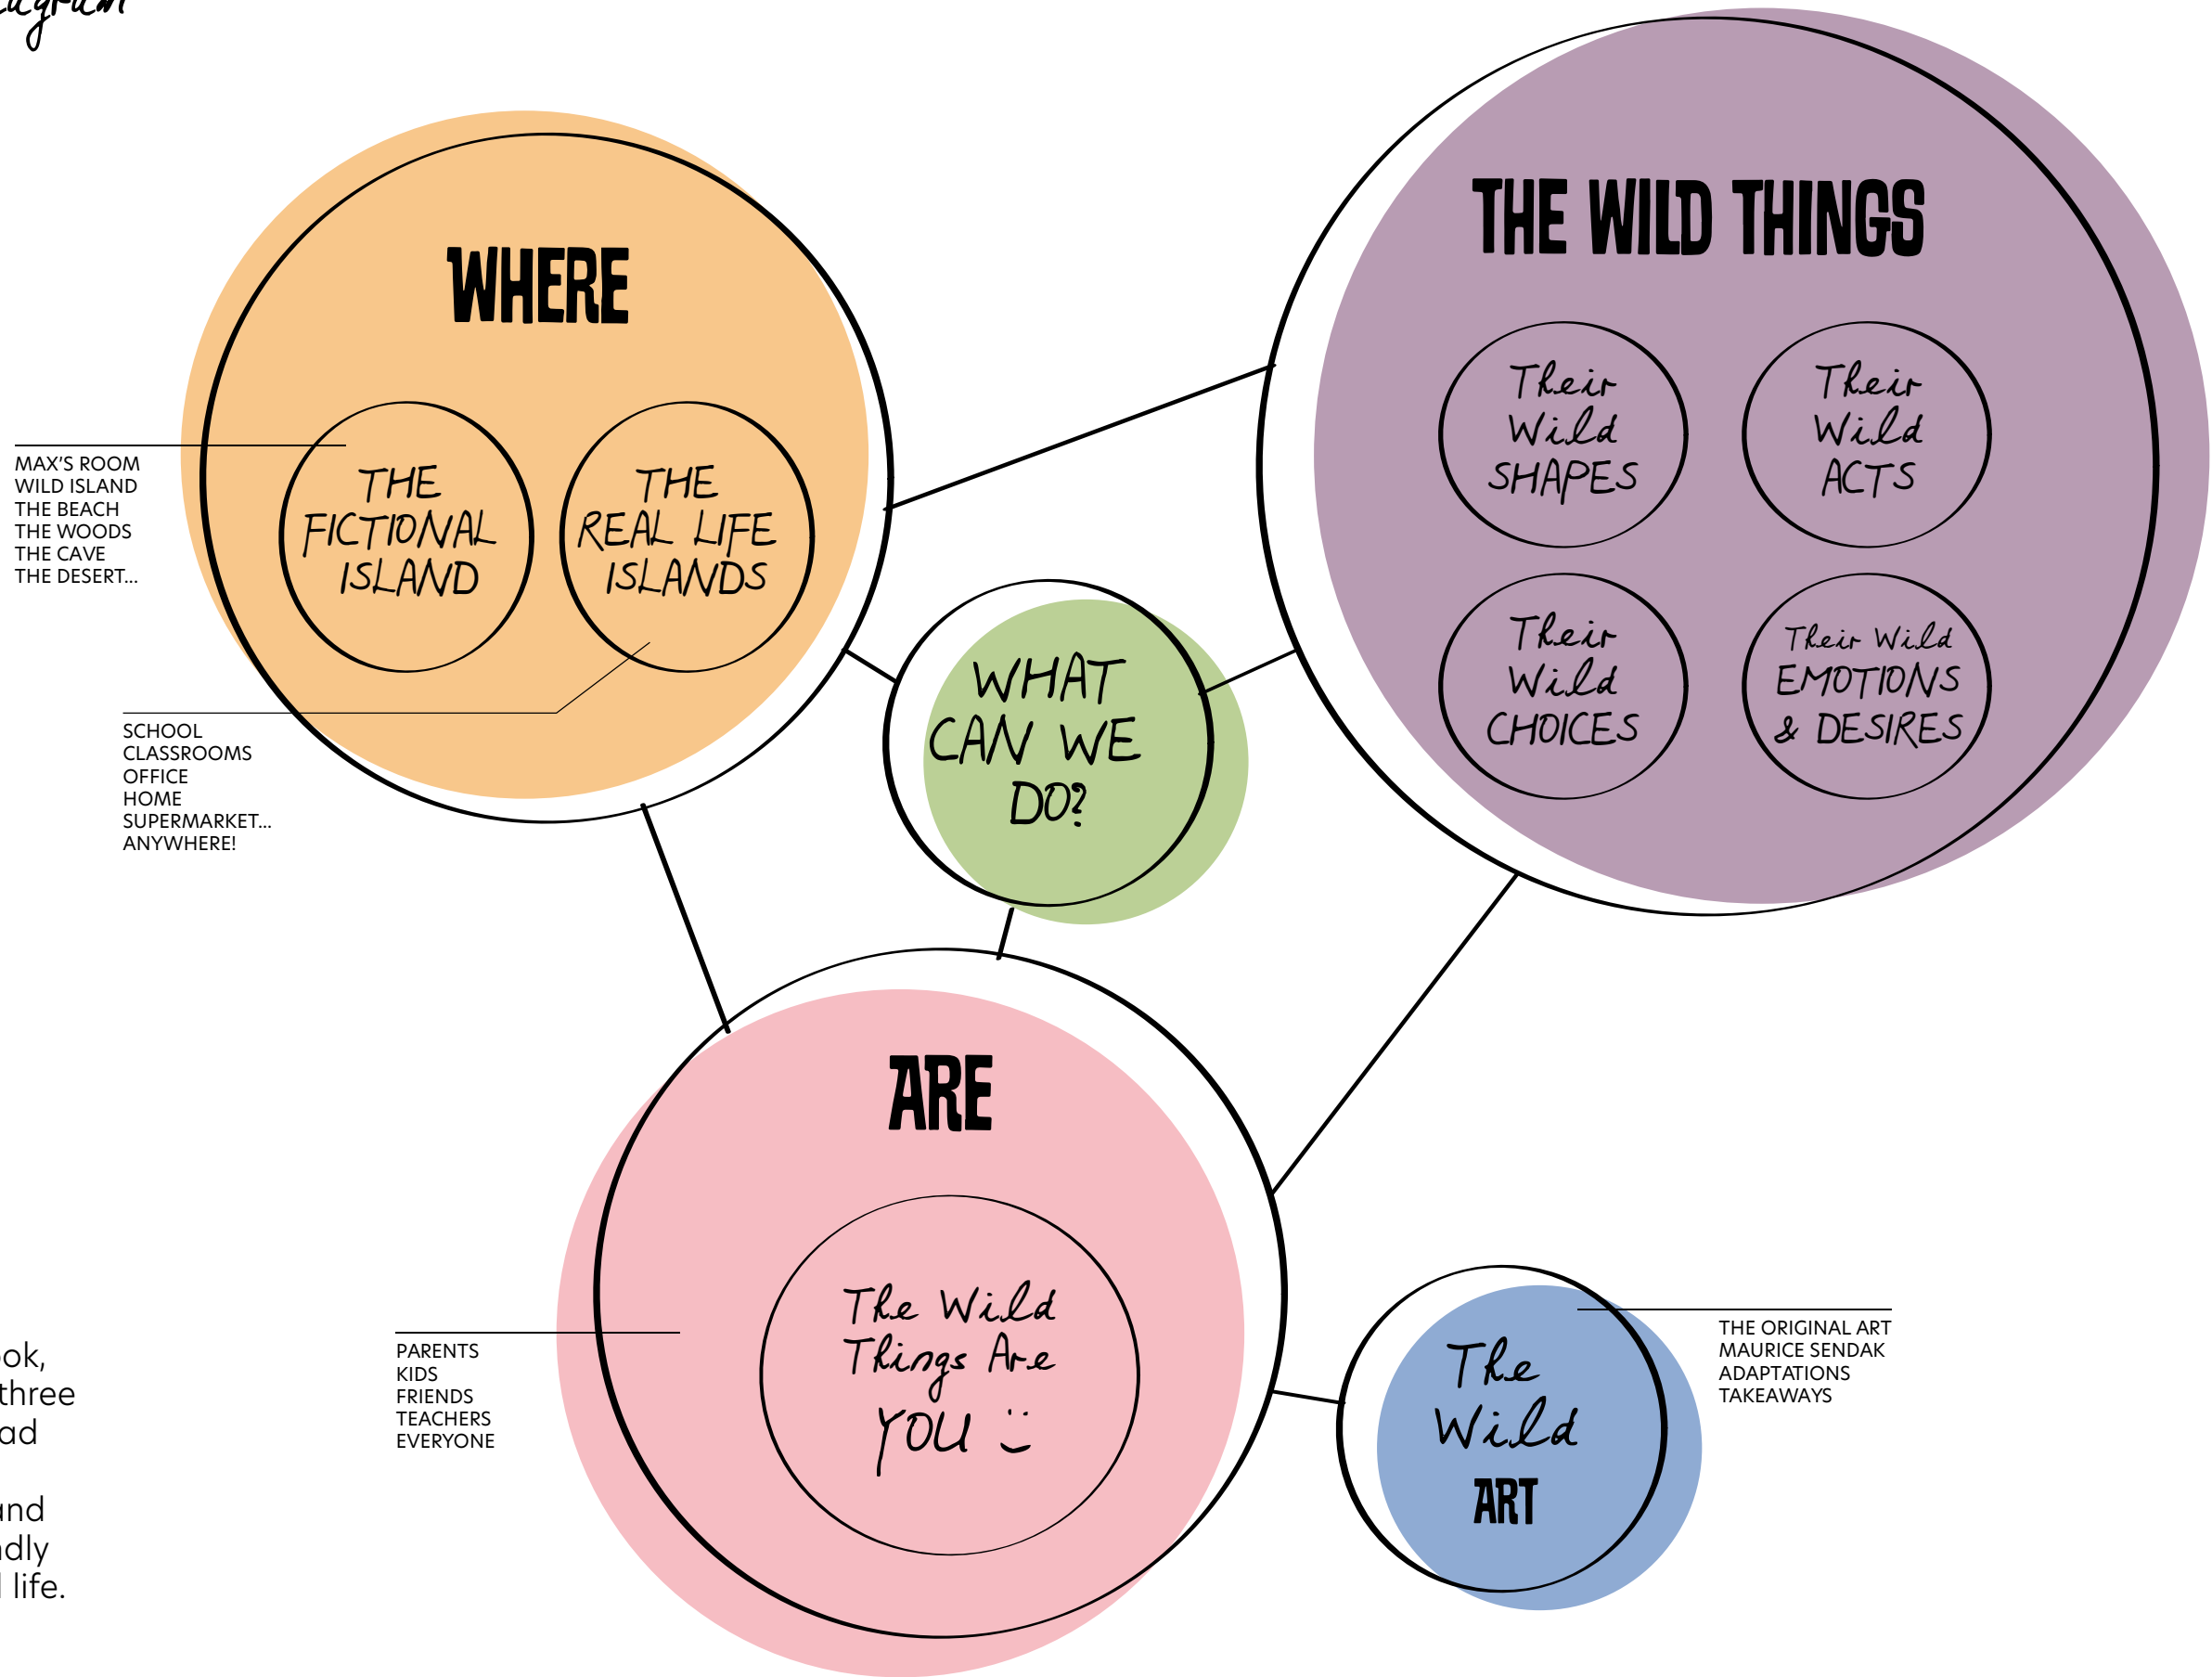 WHERE
THE
FICTIONAL
ISLAND
THE
REAL LIFE
ISLANDS
MAX'S ROOM
WILD ISLAND
THE BEACH
THE WOODS
THE CAVE
THE DESERT...
SCHOOL
CLASSROOMS
OFFICE
HOME
SUPERMARKET...
ANYWHERE!
THE WILD THINGS
Their
Wild
SHAPES
Their
Wild
ACTS
Their
Wild
CHOICES
Their Wild
EMOTIONS
& DESIRES
WHAT
CAN WE
DO?
ARE
The Wild
Things Are
YOU
PARENTS
KIDS
FRIENDS
TEACHERS
EVERYONE
The
Wild
ART
THE ORIGINAL ART
MAURICE SENDAK
ADAPTATIONS
TAKEAWAYS
three
life.